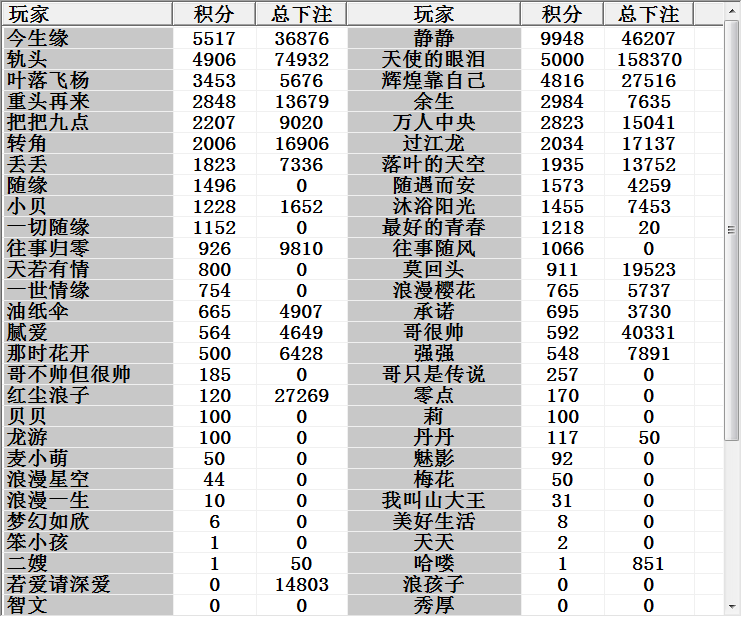 玩家 积分 总下注 玩家 积分 总下注
今生缘 5517 36876 静静 9948 46207
轨头 4906 74932 天使的眼泪 5000 158370
叶落飞杨 3453 5676 辉煌靠自己 4816 27516
重头再来 2848 13679 余生 2984 7635
把把九点 2207 9020 万人中央 2823 15041
转角 2006 16906 过江龙 2034 17137
丢丢 1823 7336 落叶的天空 1935 13752
随缘 1496 0 随遇而安 1573 4259
小贝 1228 1652 沐浴阳光 1455 7453
一切随缘 1152 0 最好的青春 1218 20
往事归零 926 9810 往事随风 1066 0
天若有情 800 0 莫回头 911 19523
一世情缘 754 0 浪漫樱花 765 5737
油纸伞 665 4907 承诺 695 3730
腻爱 564 4649 哥很帅 592 40331
那时花开 500 6428 强强 548 7891
哥不帅但很帅 185 0 哥只是传说 257 0
红尘浪子 120 27269 零点 170 0
贝贝 100 0 莉 100 0
龙游 100 0 丹丹 117 50
麦小萌 50 0 魅影 92 0
浪漫星空 44 0 梅花 50 0
浪漫一生 10 0 我叫山大王 31 0
梦幻如欣 6 0 美好生活 8 0
笨小孩 1 0 天天 2 0
二嫂 1 50 哈喽 1 851
若爱请深爱 0 14803 浪孩子 0 0
智文 0 0 秀厚 0 0